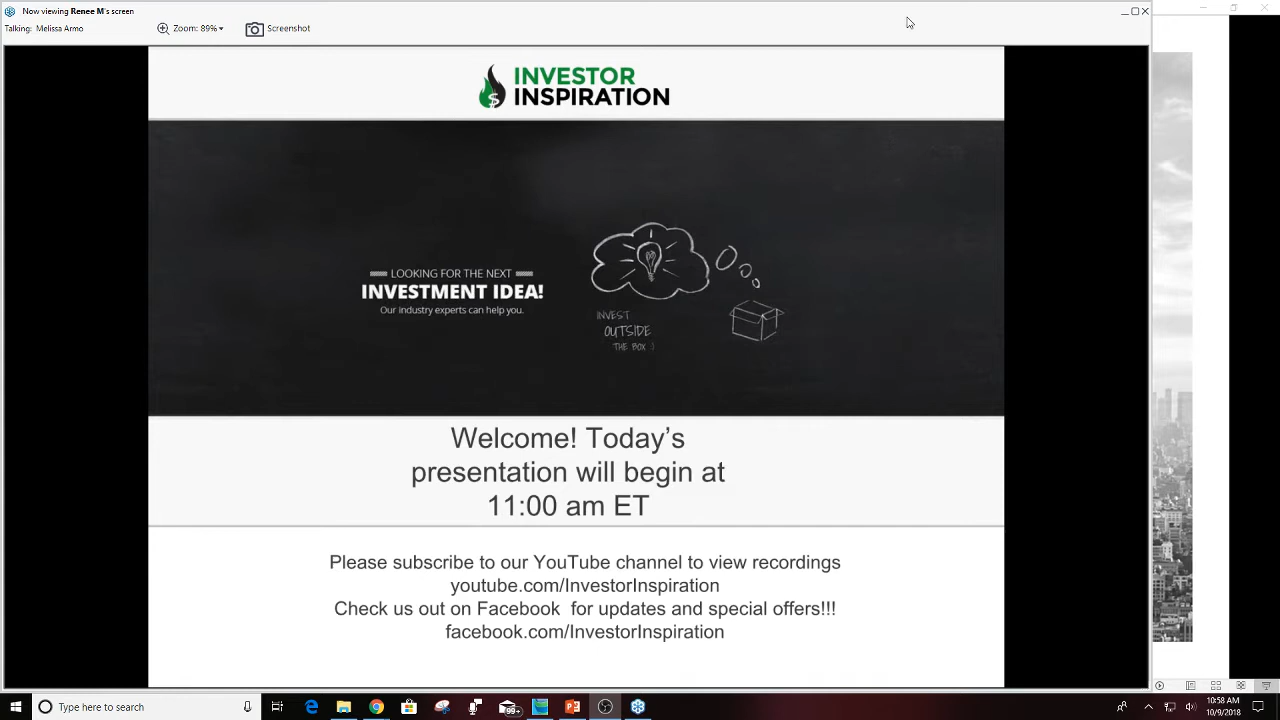 Now viewing Renee M's screen
Talking: Melissa Armo
Zoom: 89%
Screenshot
INVESTOR
INSPIRATION
LOOKING FOR THE NEXT
INVESTMENT IDEA!
Our industry experts can help you.
INVEST
OUTSIDE
THE BOX :)
Welcome! Today's
presentation will begin at
11:00 am ET
Please subscribe to our YouTube channel to view recordings
youtube.com/InvestorInspiration
Check us out on Facebook for updates and special offers!!!
facebook.com/InvestorInspiration
Type here to search
99+
10:58 AM
10/9/2018